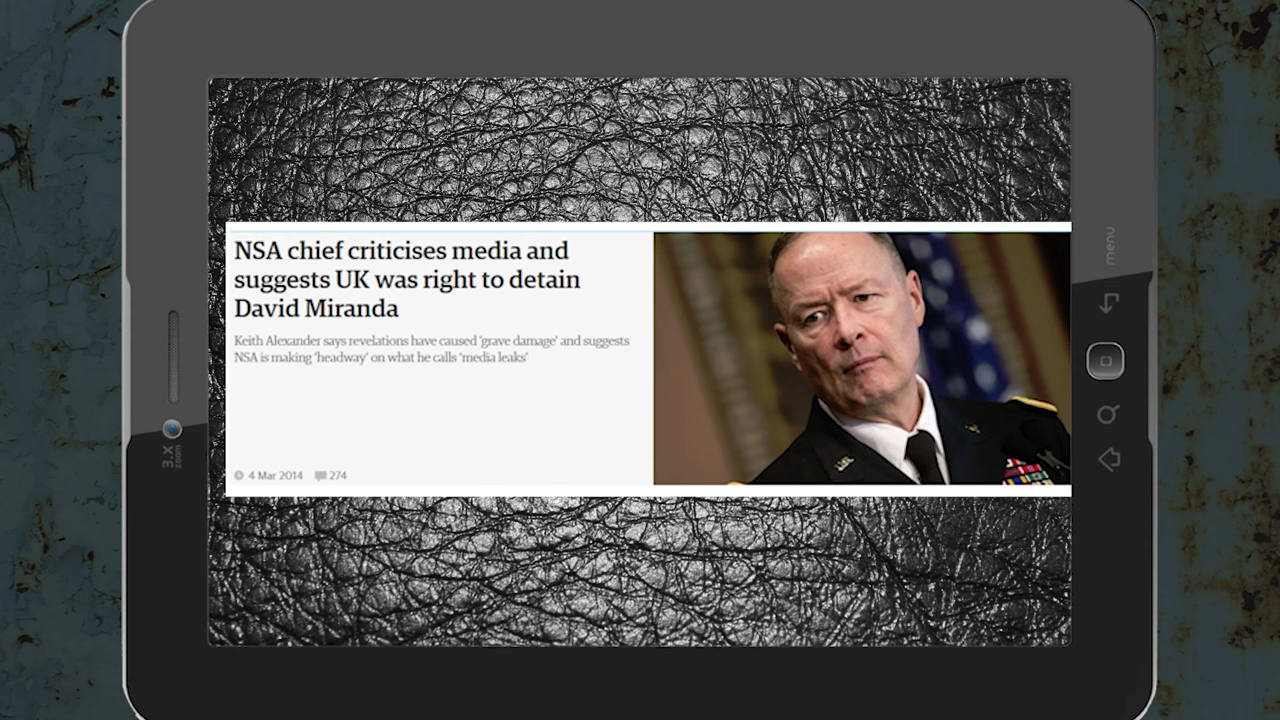 NSA chief criticises media and
suggests UK was right to detain
David Miranda
Keith Alexander says revelations have caused 'grave damage' and suggests
NSA is making 'headway' on what he calls 'media leaks'
4 Mar 2014 274
menu
3.X
zoom